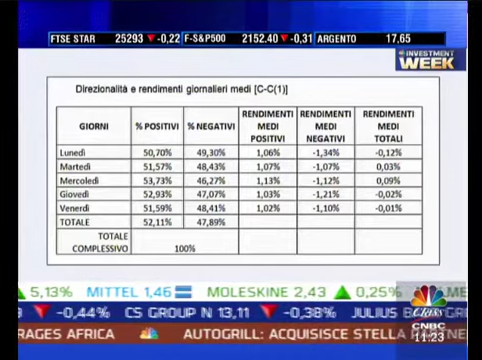 FTSE STAR 25293 ▼-0,22 F-S&P500 2152.40 ▼-0,31 ARGENTO 17.65
INVESTMENT
WEEK
Direzionalità e rendimenti giornalieri medi [C-C(1)]
GIORNI % POSITIVI % NEGATIVI RENDIMENTI MEDI POSITIVI RENDIMENTI MEDI NEGATIVI RENDIMENTI MEDI TOTALI
Lunedì 50,70% 49,30% 1,06% -1,34% -0,12%
Martedì 51,57% 48,43% 1,07% -1,07% 0,03%
Mercoledì 53,73% 46,27% 1,13% -1,12% 0,09%
Giovedì 52,93% 47,07% 1,03% -1,21% -0,02%
Venerdì 51,59% 48,41% 1,02% -1,10% -0,01%
TOTALE 52,11% 47,89%
TOTALE
COMPLESSIVO 100%
▲ 5,13% MITTEL 1,46 = MOLESKINE 2,43 ▲ 0,25% ME
▼ -0,44% CS GROUP N 13,11 ▼ -0,38% JULIUS B
RAGES AFRICA AUTOGRILL: ACQUISISCE STELLA
class
CNBC
11:23